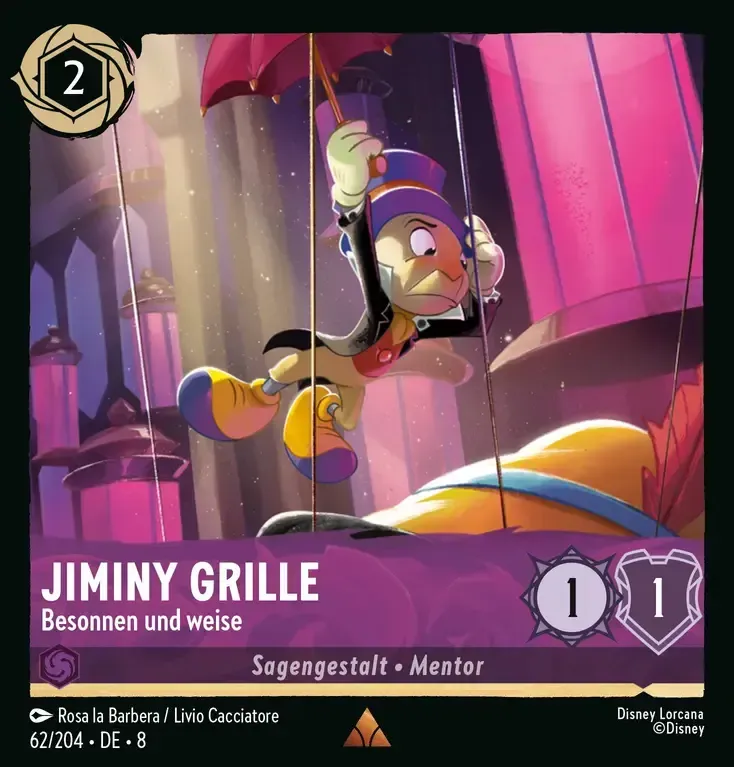 2
JIMINY GRILLE
Besonnen und weise
1
1
Sagengestalt • Mentor
Rosa la Barbera / Livio Cacciatore
62/204 • DE • 8
Disney Lorcana
©Disney